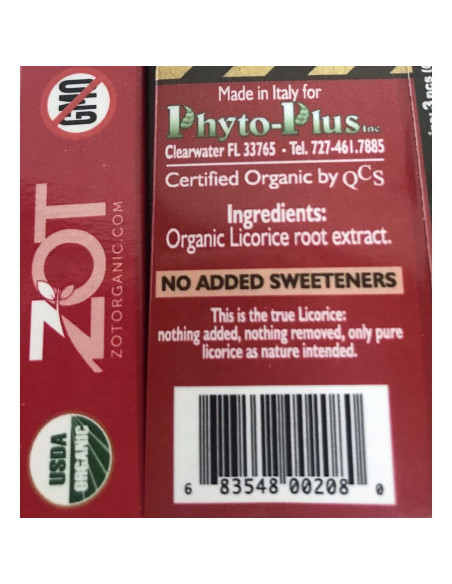 GMO
ZOT
ZOTORGANIC.COM
USDA
ORGANIC
Made in Italy for
Phyto-Plus Inc
Clearwater FL 33765 - Tel. 727-461.7885
Certified Organic by QCS
Ingredients:
Organic Licorice root extract.
NO ADDED SWEETENERS
This is the true Licorice:
nothing added, nothing removed, only pure
licorice as nature intended.
6 83548 00208 0
3 pcs